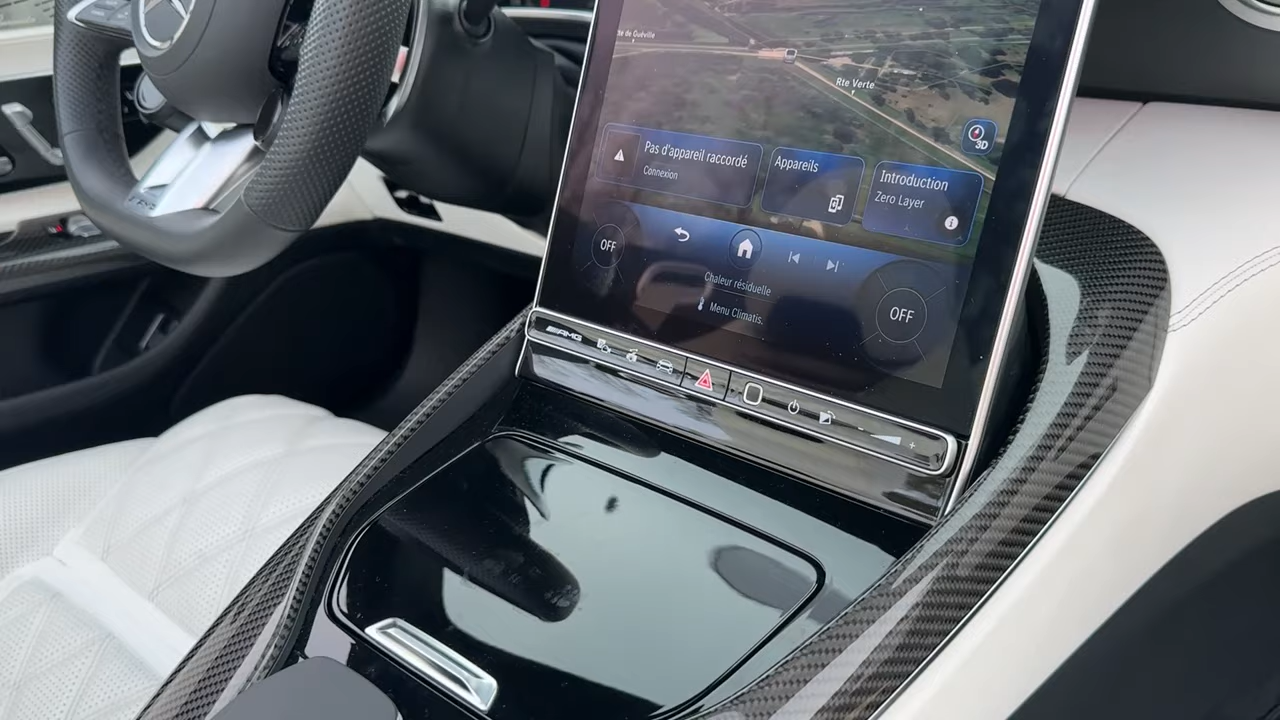 te de Guéville
Rte Verte
3D
Pas d'appareil raccordé
Connexion
Appareils
Introduction
Zero Layer
OFF
Chaleur résiduelle
Menu Climatis.
OFF
AMG
- +